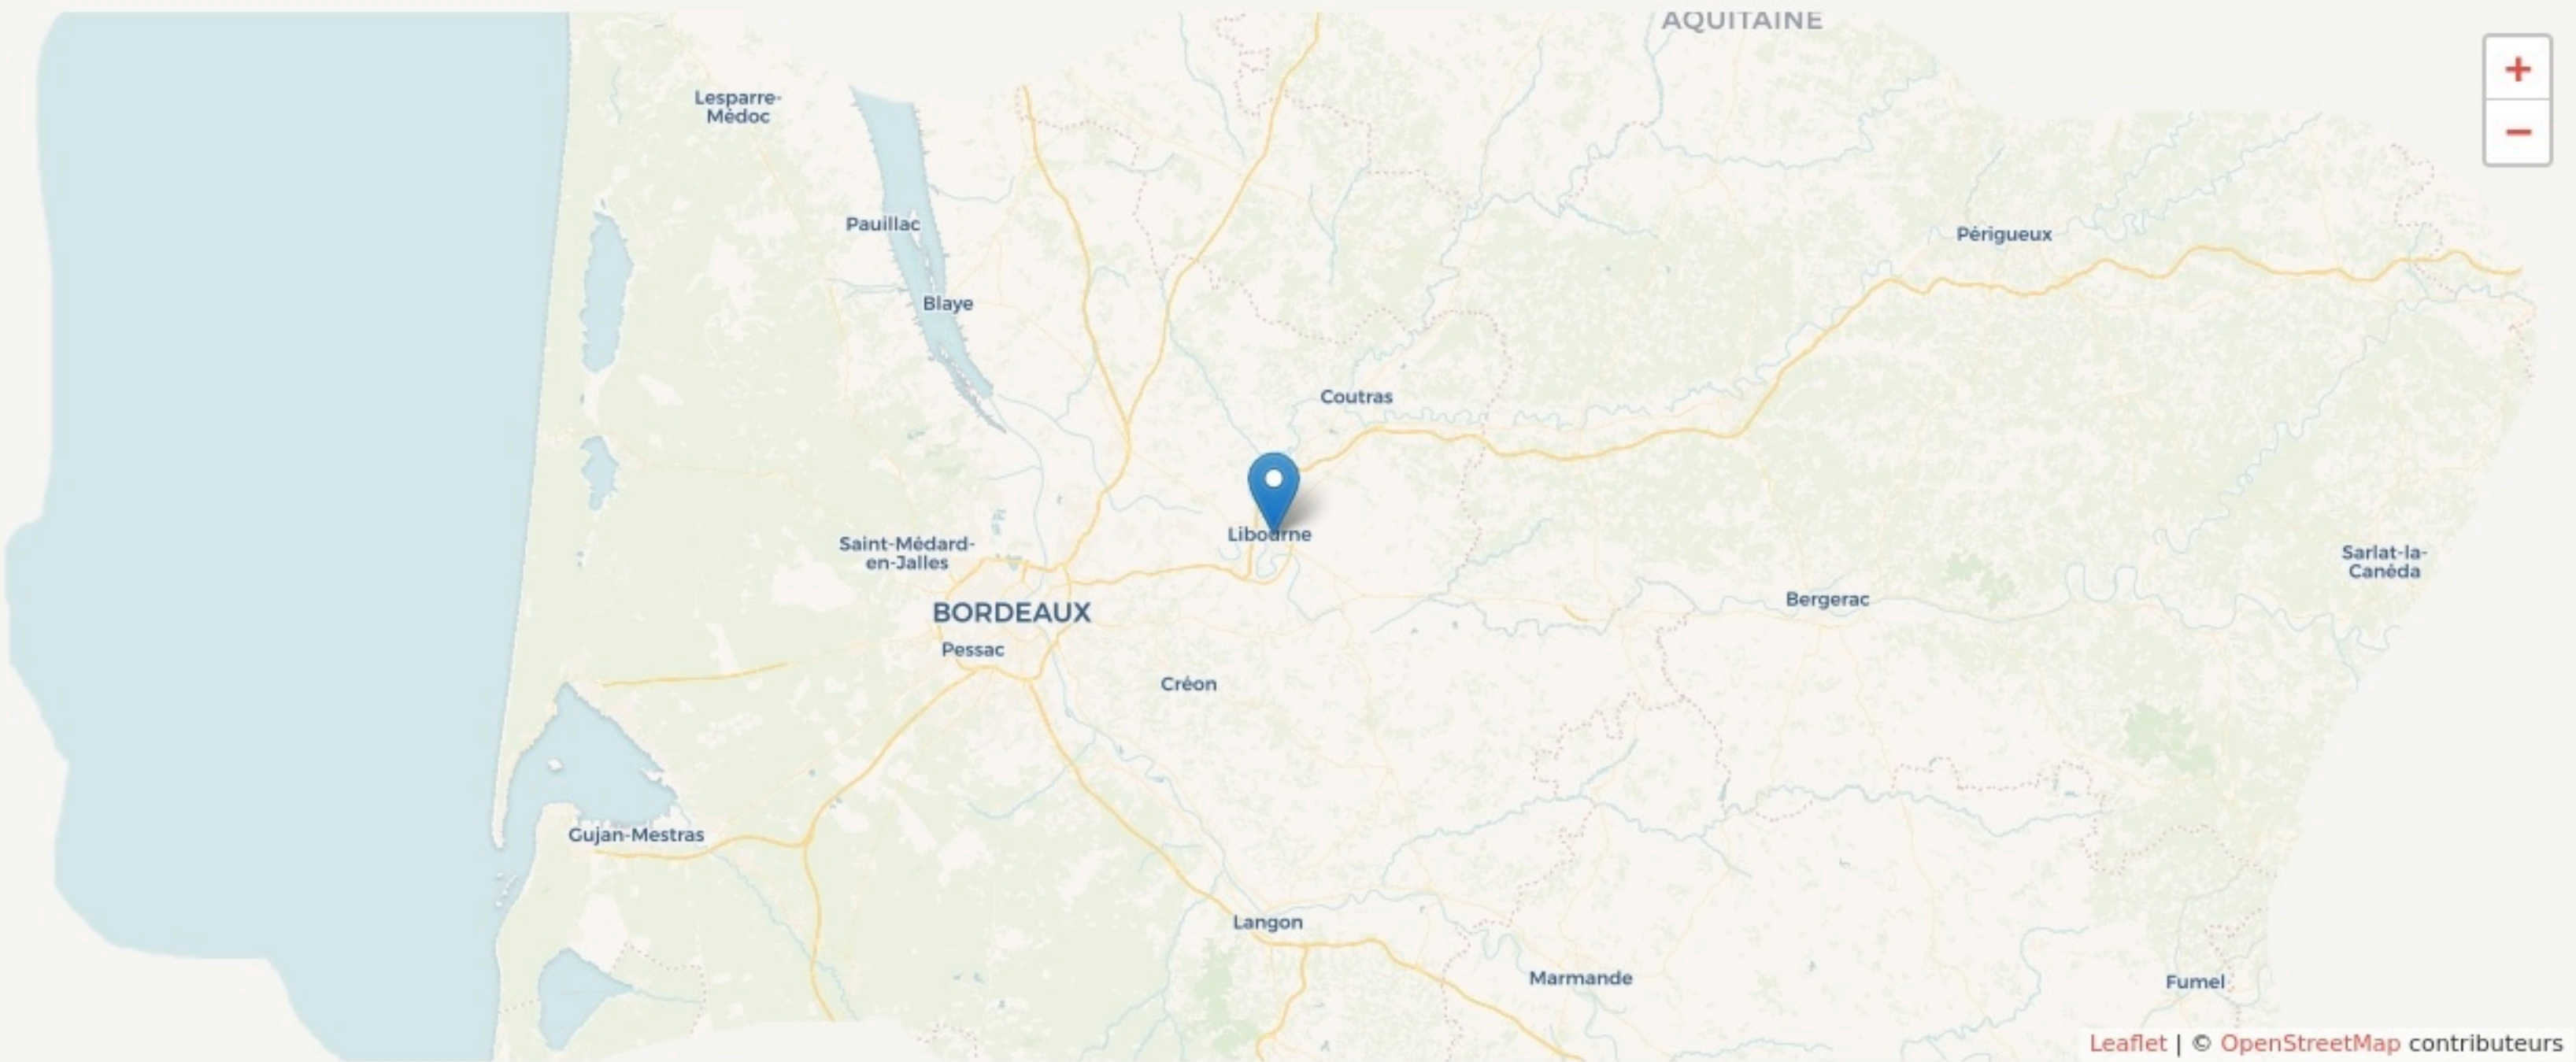 AQUITAINE
+
−
Lesparre-
Médoc
Pauillac
Périgueux
Blaye
Coutras
Libourne
Saint-Médard-
en-Jalles
Sarlat-la-
Canéda
BORDEAUX
Bergerac
Pessac
Créon
Gujan-Mestras
Langon
Marmande
Fumel
Leaflet | © OpenStreetMap contributeurs